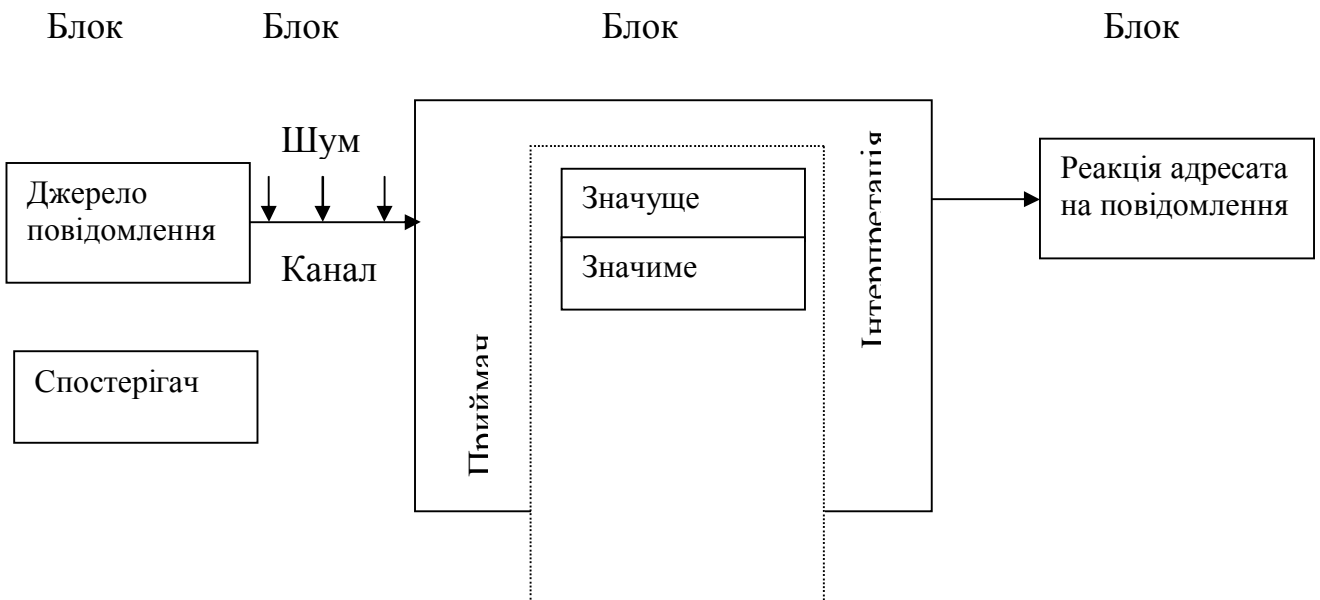 Блок Блок Блок Блок
Шум
Джерело
повідомлення
Канал
Спостерігач
Приймач
Значуще
Значиме
Інтерпретація
Реакція адресата
на повідомлення